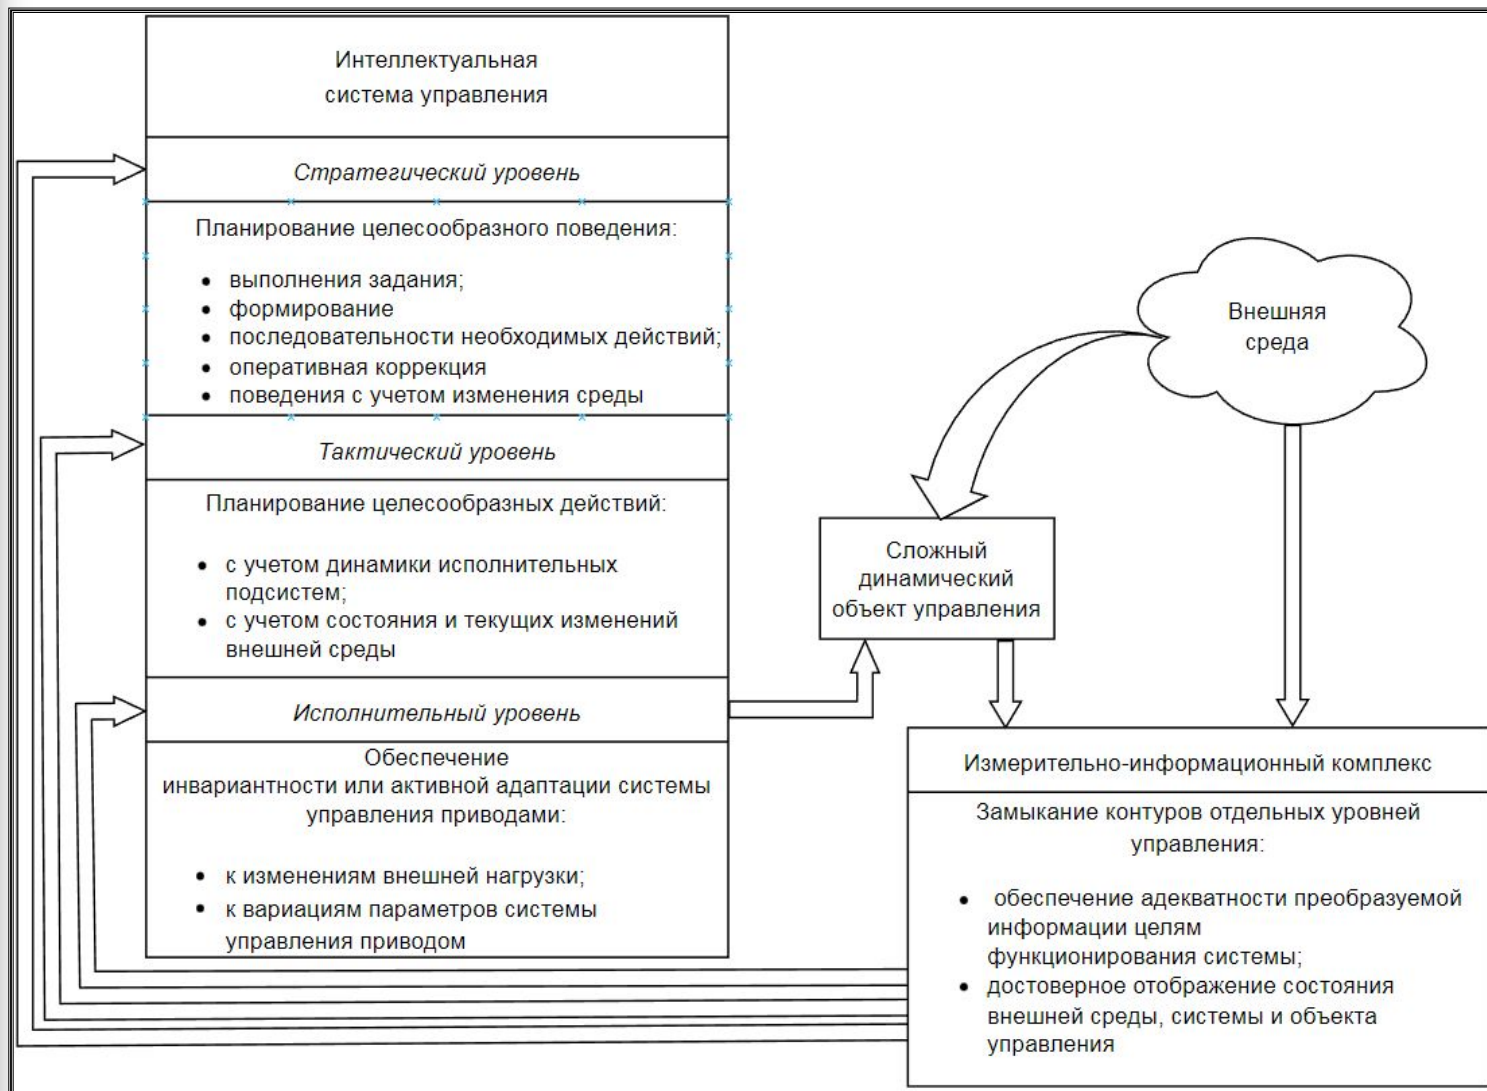 Интеллектуальная
система управления
Стратегический уровень
Планирование целесообразного поведения:
• выполнения задания;
• формирование
• последовательности необходимых действий;
• оперативная коррекция
• поведения с учетом изменения среды
Тактический уровень
Планирование целесообразных действий:
• с учетом динамики исполнительных
подсистем;
• с учетом состояния и текущих изменений
внешней среды
Исполнительный уровень
Обеспечение
инвариантности или активной адаптации системы
управления приводами:
• к изменениям внешней нагрузки;
• к вариациям параметров системы
управления приводом
Внешняя
среда
Сложный
динамический
объект управления
Измерительно-информационный комплекс
Замыкание контуров отдельных уровней
управления:
• обеспечение адекватности преобразуемой
информации целям
функционирования системы;
• достоверное отображение состояния
внешней среды, системы и объекта
управления